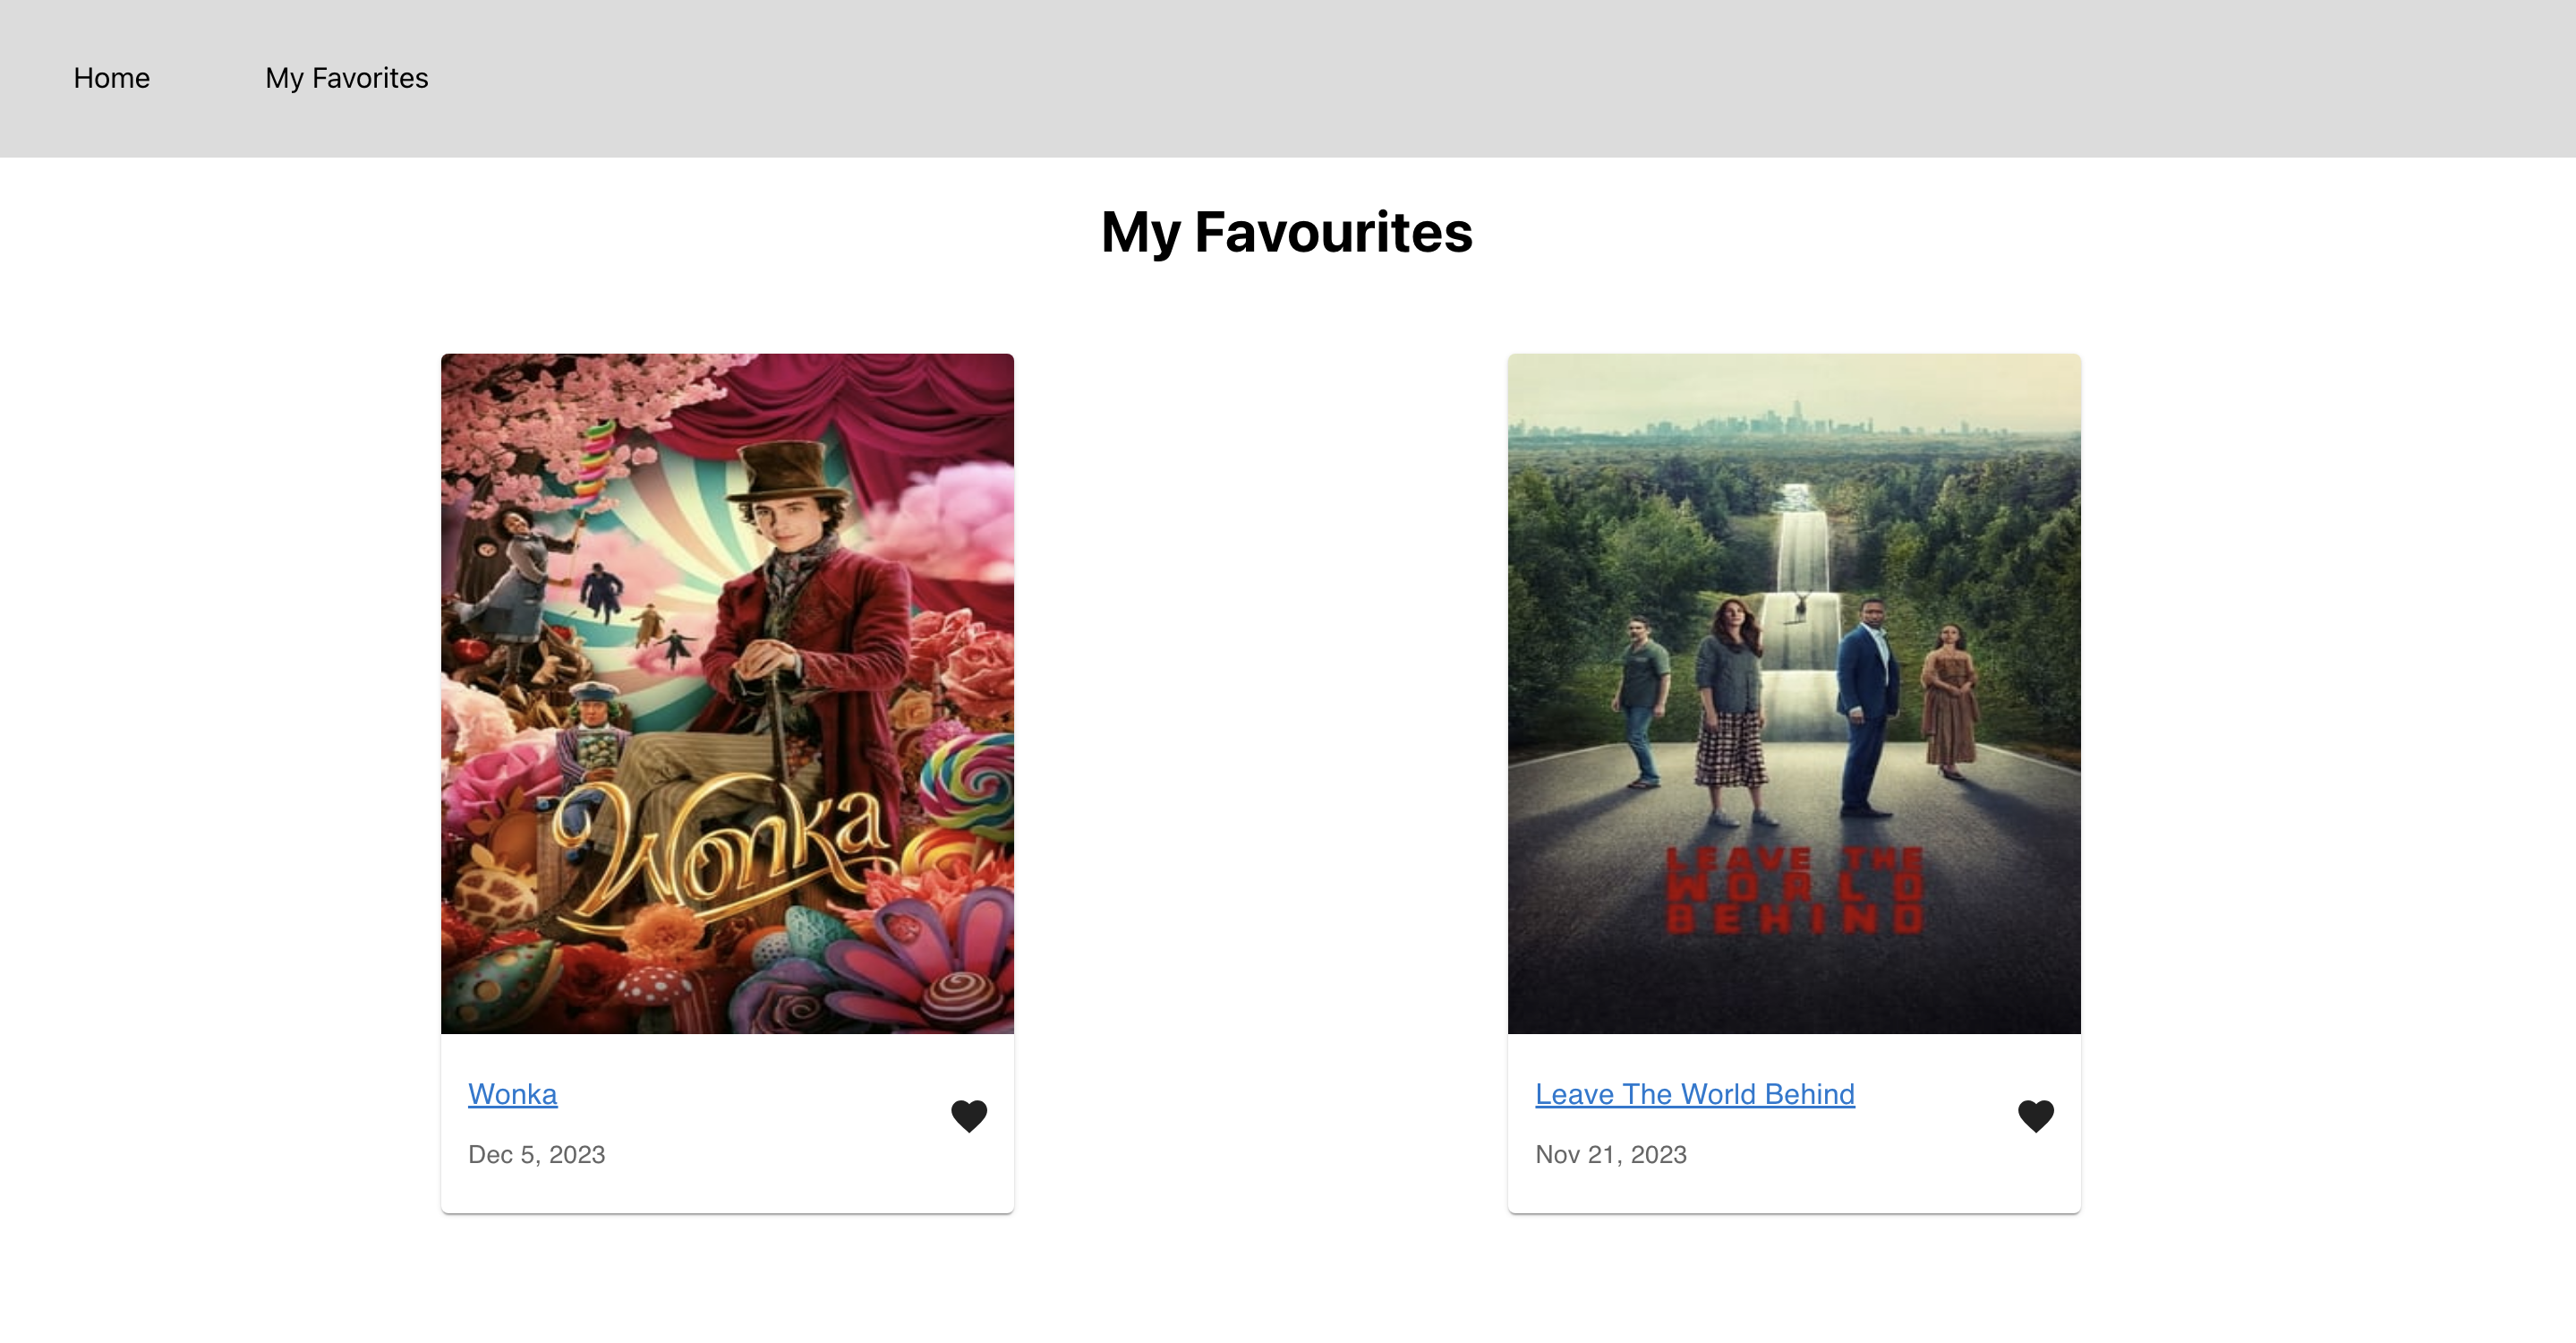 Home
My Favorites
My Favourites
Wonka
LEAVE THE
WORLD
BEHIND
Wonka
Dec 5, 2023
Leave The World Behind
Nov 21, 2023